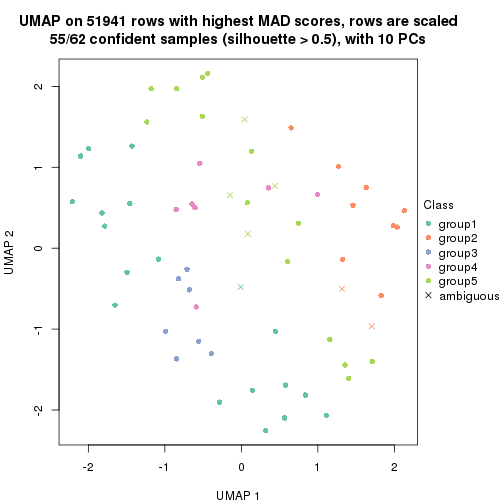 UMAP on 51941 rows with highest MAD scores, rows are scaled
55/62 confident samples (silhouette > 0.5), with 10 PCs
2
1
0
-1
-2
UMAP 2
-2
-1
0
1
2
UMAP 1
Class
group1
group2
group3
group4
group5
ambiguous